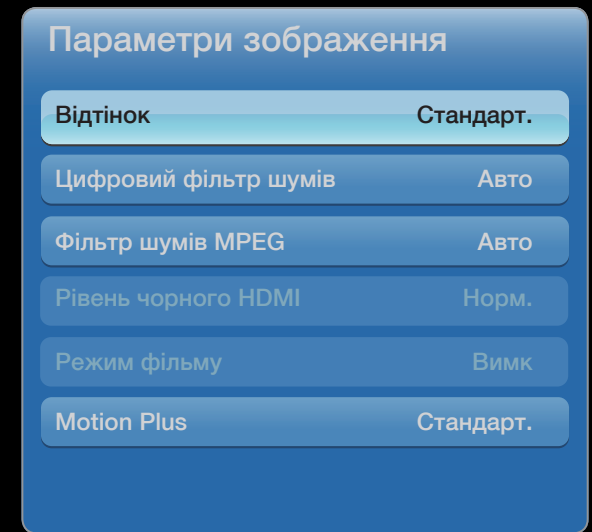 Параметри зображення
Відтінок Стандарт.
Цифровий фільтр шумів Авто
Фільтр шумів MPEG Авто
Рівень чорного HDMI Норм.
Режим фільму Вимк
Motion Plus Стандарт.